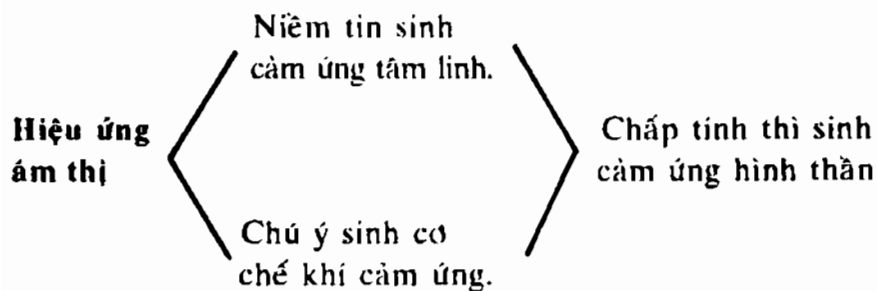 Niềm tin sinh
cảm ứng tâm linh.
Hiệu ứng
ám thị
Chấp tính thì sinh
cảm ứng hình thần
Chú ý sinh cơ
chế khí cảm ứng.